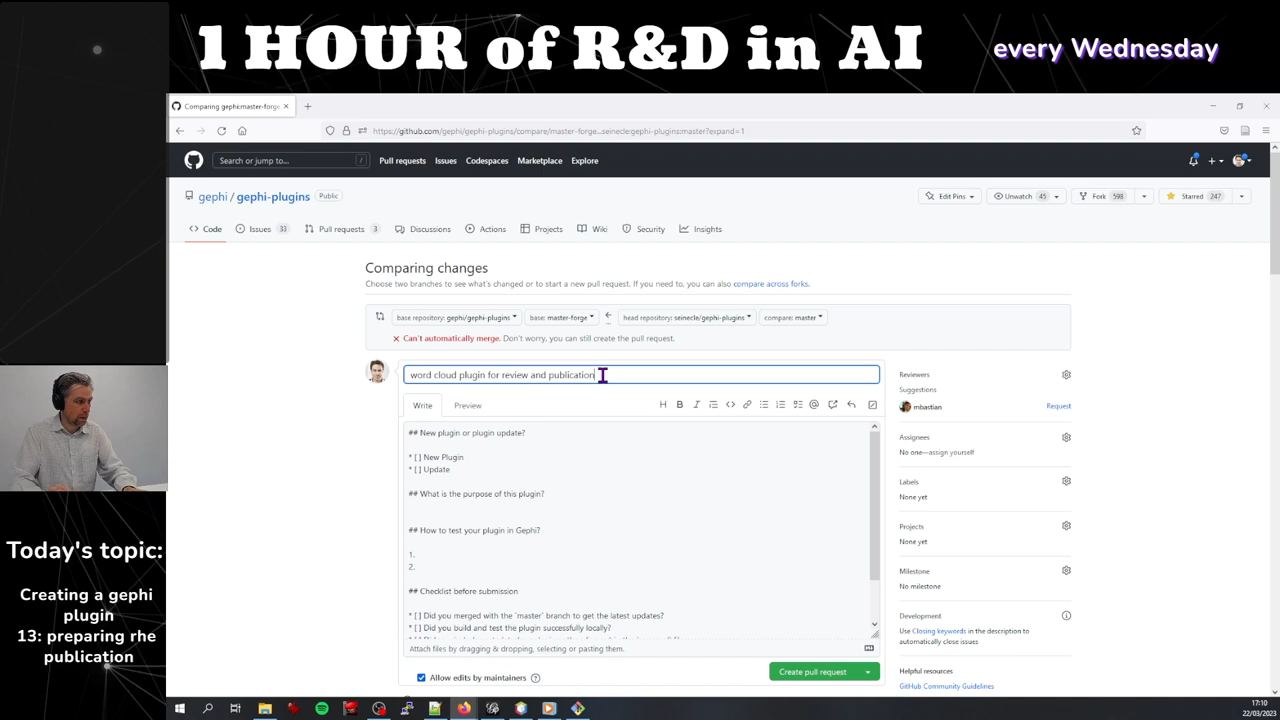 1 HOUR of R&D in AI
every Wednesday
Comparing gephi:master-forge
https://github.com/gephi/gephi-plugins/compare/master-forge...seinecle:gephi-plugins:master?expand=1
Search or jump to...
/
Pull requests
Issues
Codespaces
Marketplace
Explore
gephi / gephi-plugins
Public
Edit Pins
Unwatch 45
Fork 598
Starred 247
Code
Issues 33
Pull requests 3
Discussions
Actions
Projects
Wiki
Security
Insights
Comparing changes
Choose two branches to see what's changed or to start a new pull request. If you need to, you can also compare across forks.
base repository: gephi/gephi-plugins
base: master-forge
head repository: seinecle/gephi-plugins
compare: master
Can't automatically merge. Don't worry, you can still create the pull request.
word cloud plugin for review and publication
Write
Preview
## New plugin or plugin update?
* [ ] New Plugin
* [ ] Update
## What is the purpose of this plugin?
## How to test your plugin in Gephi?
1.
2.
## Checklist before submission
* [ ] Did you merged with the `master` branch to get the latest updates?
* [ ] Did you build and test the plugin successfully locally?
Attach files by dragging & dropping, selecting or pasting them.
Allow edits by maintainers
Create pull request
Reviewers
Suggestions
mbastian
Request
Assignees
No one—assign yourself
Labels
None yet
Projects
None yet
Milestone
No milestone
Development
Use Closing keywords in the description to
automatically close issues
Helpful resources
GitHub Community Guidelines
Today's topic:
Creating a gephi
plugin
13: preparing rhe
publication
17:10
22/03/2023